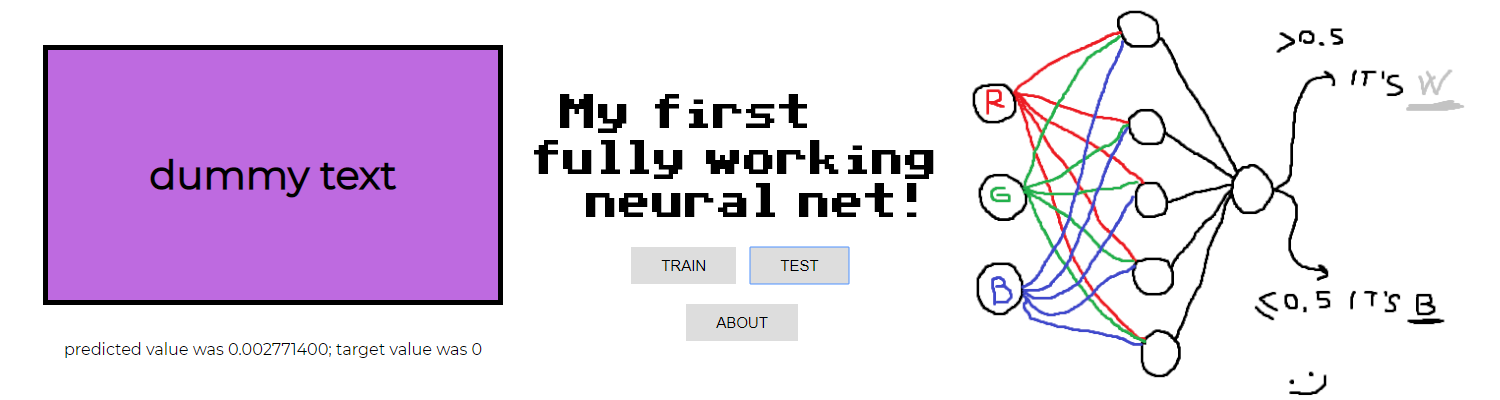 dummy text
predicted value was 0.002771400; target value was 0
My first
fully working
neural net!
TRAIN
TEST
ABOUT
R
G
B
>0.5
IT'S W
≤0.5 IT'S B
:)